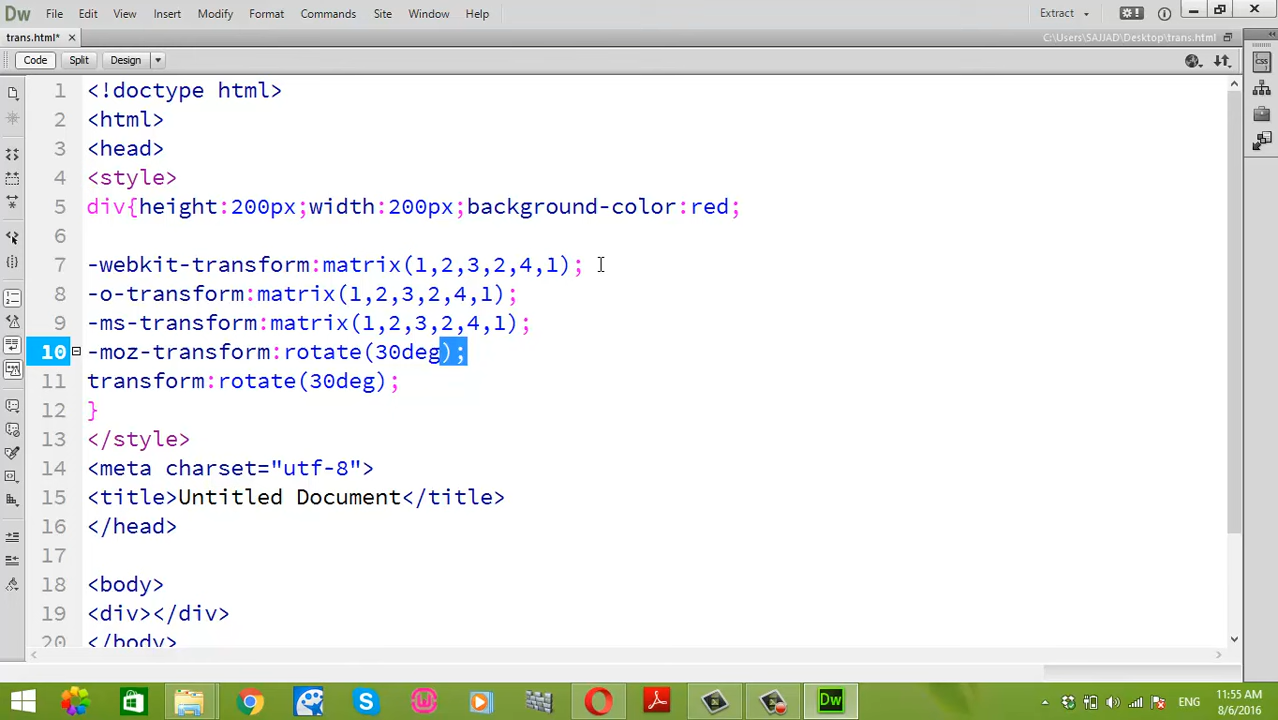 Dw File Edit View Insert Modify Format Commands Site Window Help Extract
trans.html* × C:\Users\SAJJAD\Desktop\trans.html
Code Split Design
1 <!doctype html>
2 <html>
3 <head>
4 <style>
5 div{height:200px;width:200px;background-color:red;
6
7 -webkit-transform:matrix(1,2,3,2,4,1);
8 -o-transform:matrix(1,2,3,2,4,1);
9 -ms-transform:matrix(1,2,3,2,4,1);
10 -moz-transform:rotate(30deg);
11 transform:rotate(30deg);
12 }
13 </style>
14 <meta charset="utf-8">
15 <title>Untitled Document</title>
16 </head>
17
18 <body>
19 <div></div>
20 </body>
CSS
Dw ENG 11:55 AM
8/6/2016